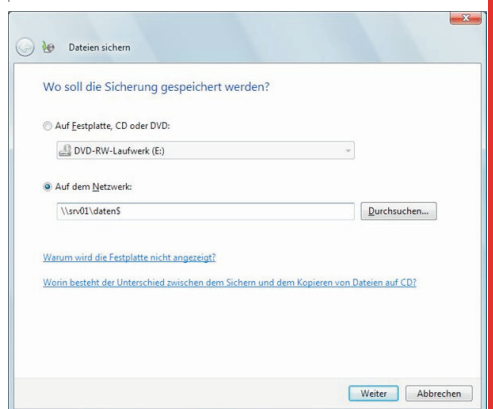 Dateien sichern
Wo soll die Sicherung gespeichert werden?
Auf Festplatte, CD oder DVD:
DVD-RW-Laufwerk (E:)
Auf dem Netzwerk:
\\srv01\daten$
Durchsuchen...
Warum wird die Festplatte nicht angezeigt?
Worin besteht der Unterschied zwischen dem Sichern und dem Kopieren von Dateien auf CD?
Weiter Abbrechen